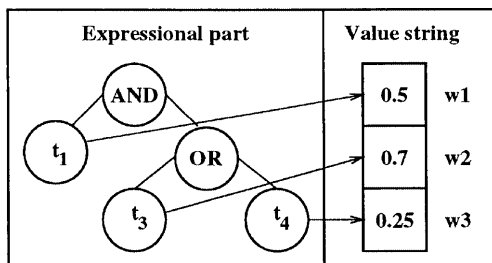 Expressional part
Value string
AND
0.5 w1
t1
OR
0.7 w2
t3
t4
0.25 w3